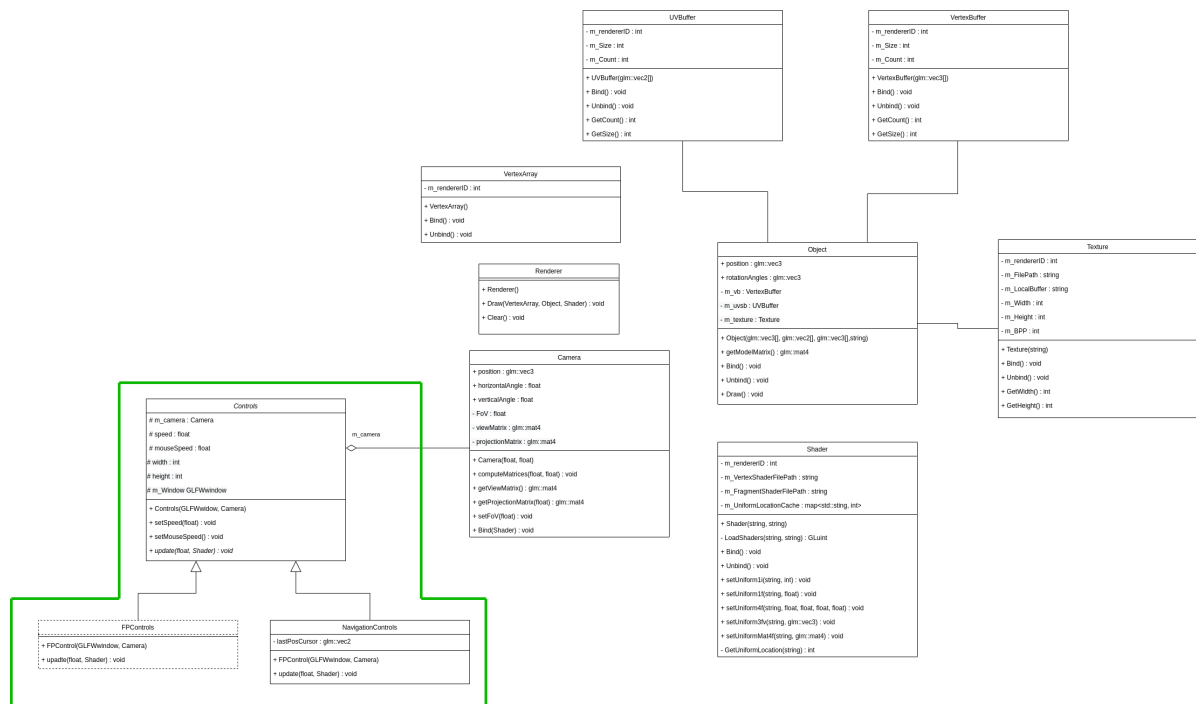 UVBuffer
- m_rendererID : int
- m_Size : int
- m_Count : int
+ UVBuffer(glm::vec2[])
+ Bind() : void
+ Unbind() : void
+ GetCount() : int
+ GetSize() : int
VertexBuffer
- m_rendererID : int
- m_Size : int
- m_Count : int
+ VertexBuffer(glm::vec3[])
+ Bind() : void
+ Unbind() : void
+ GetCount() : int
+ GetSize() : int
VertexArray
- m_rendererID : int
+ VertexArray()
+ Bind() : void
+ Unbind() : void
Renderer
+ Renderer()
+ Draw(VertexArray, Object, Shader) : void
+ Clear() : void
Object
+ position : glm::vec3
+ rotationAngles : glm::vec3
- m_vb : VertexBuffer
- m_uvsb : UVBuffer
- m_texture : Texture
+ Object(glm::vec3[], glm::vec2[], glm::vec3[],string)
+ getModelMatrix() : glm::mat4
+ Bind() : void
+ Unbind() : void
+ Draw() : void
Texture
- m_rendererID : int
- m_FilePath : string
- m_LocalBuffer : string
- m_Width : int
- m_Height : int
- m_BPP : int
+ Texture(string)
+ Bind() : void
+ Unbind() : void
+ GetWidth() : int
+ GetHeight() : int
Camera
+ position : glm::vec3
+ horizontalAngle : float
+ verticalAngle : float
- FoV : float
- viewMatrix : glm::mat4
- projectionMatrix : glm::mat4
+ Camera(float, float)
+ computeMatrices(float, float) : void
+ getViewMatrix() : glm::mat4
+ getProjectionMatrix(float) : glm::mat4
+ setFoV(float) : void
+ Bind(Shader) : void
Controls
# m_camera : Camera
# speed : float
# mouseSpeed : float
# width : int
# height : int
# m_Window GLFWwindow
+ Controls(GLFWwidow, Camera)
+ setSpeed(float) : void
+ setMouseSpeed() : void
+ update(float, Shader) : void
m_camera
Shader
- m_rendererID : int
- m_VertexShaderFilePath : string
- m_FragmentShaderFilePath : string
- m_UniformLocationCache : map<std::sting, int>
+ Shader(string, string)
- LoadShaders(string, string) : GLuint
+ Bind() : void
+ Unbind() : void
+ setUniform1i(string, int) : void
+ setUniform1f(string, float) : void
+ setUniform4f(string, float, float, float, float) : void
+ setUniform3fv(string, glm::vec3) : void
+ setUniformMat4f(string, glm::mat4) : void
- GetUniformLocation(string) : int
FPControls
+ FPControl(GLFWwindow, Camera)
+ upadte(float, Shader) : void
NavigationControls
- lastPosCursor : glm::vec2
+ FPControl(GLFWwindow, Camera)
+ update(float, Shader) : void